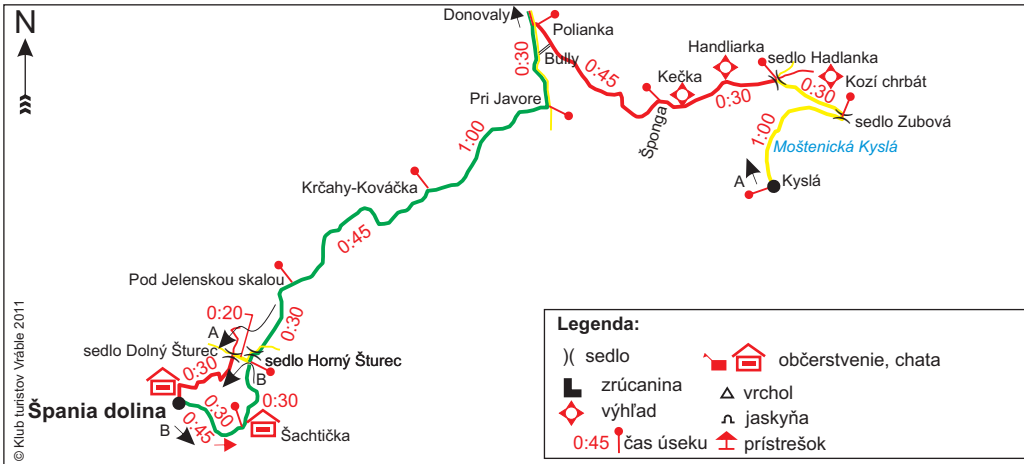 N
Donovaly
Polianka
0:30
Bully
0:45
Handliarka
sedlo Hadlanka
Kečka
Kozí chrbát
0:30
0:30
Pri Javore
Šponga
sedlo Zubová
1:00
1:00
Moštenická Kyslá
A
Kyslá
Krčahy-Kováčka
0:45
Pod Jelenskou skalou
0:20
0:30
A
sedlo Dolný Šturec
sedlo Horný Šturec
0:30
B
0:30
Špania dolina
0:30
Šachtička
B
0:45
Legenda:
)( sedlo
občerstvenie, chata
zrúcanina
vrchol
výhľad
jaskyňa
0:45 čas úseku
prístrešok
© Klub turistov Vráble 2011